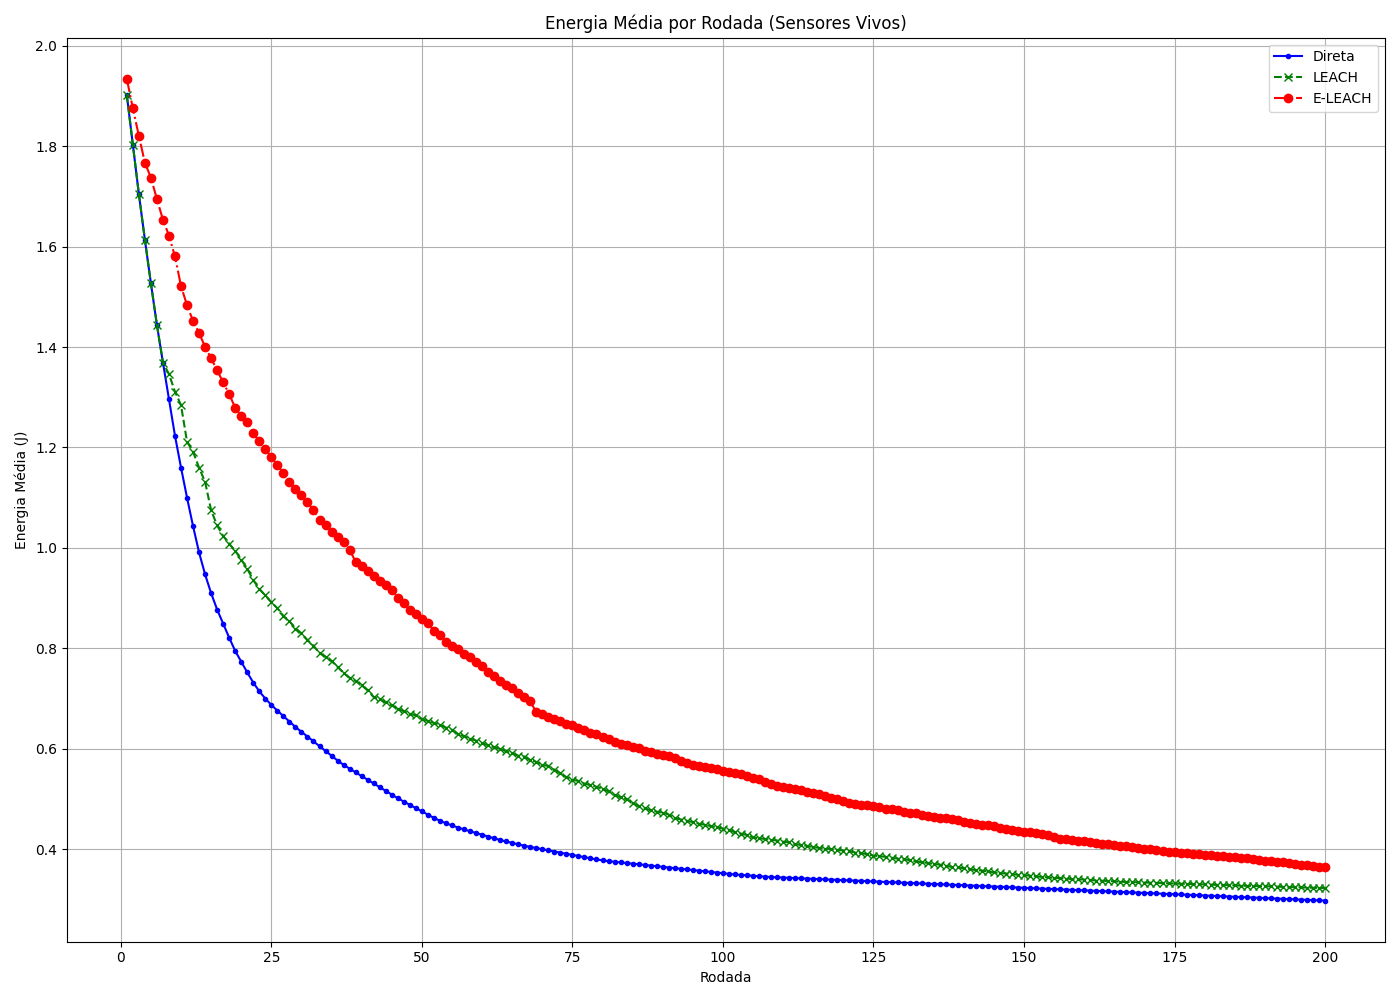 Energia Média por Rodada (Sensores Vivos)
Direta
LEACH
E-LEACH
Energia Média (J)
2.0
1.8
1.6
1.4
1.2
1.0
0.8
0.6
0.4
0 25 50 75 100 125 150 175 200
Rodada